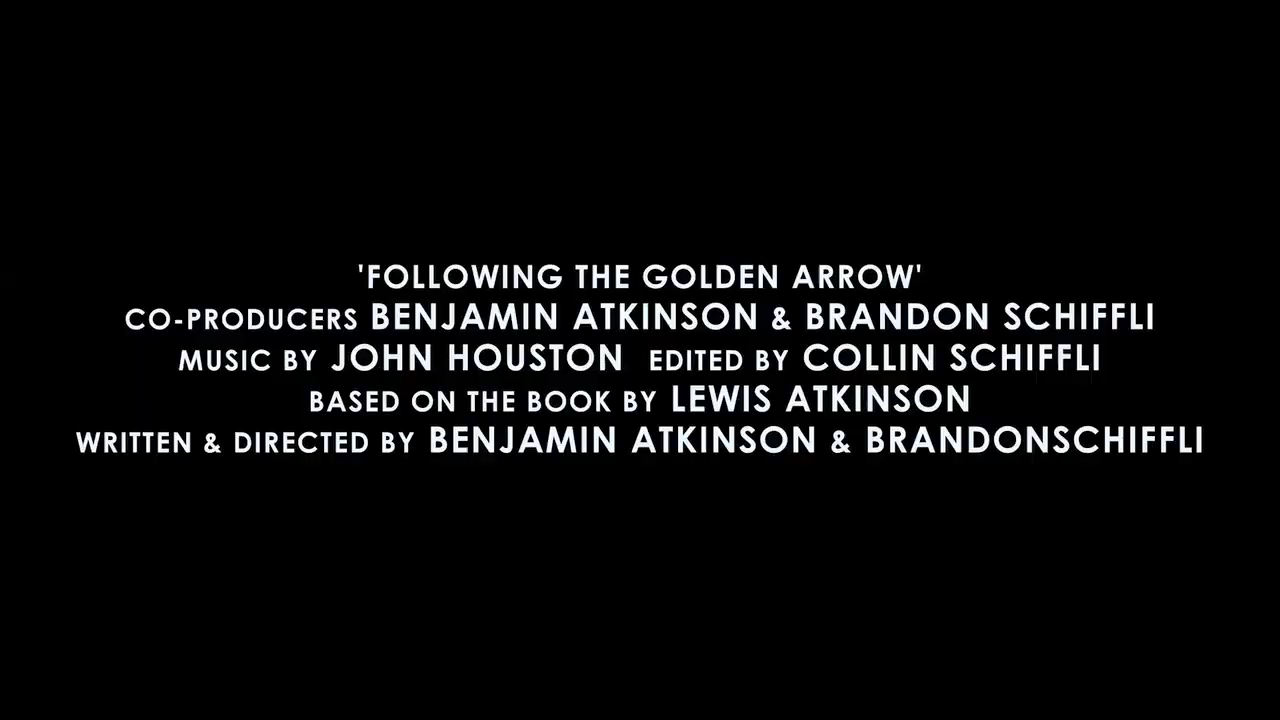 'FOLLOWING THE GOLDEN ARROW'
CO-PRODUCERS BENJAMIN ATKINSON & BRANDON SCHIFFLI
MUSIC BY JOHN HOUSTON EDITED BY COLLIN SCHIFFLI
BASED ON THE BOOK BY LEWIS ATKINSON
WRITTEN & DIRECTED BY BENJAMIN ATKINSON & BRANDONSCHIFFLI